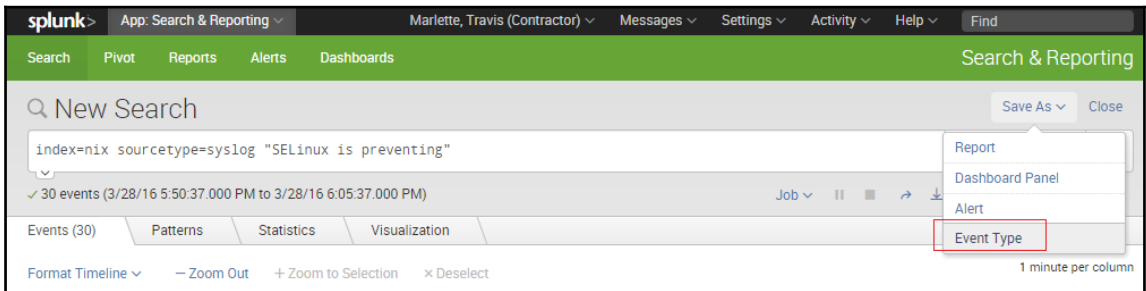 splunk> App: Search & Reporting Marlette, Travis (Contractor) Messages Settings Activity Help Find
Search Pivot Reports Alerts Dashboards Search & Reporting
New Search Save As Close
index=nix sourcetype=syslog "SELinux is preventing"
Report
Dashboard Panel
30 events (3/28/16 5:50:37.000 PM to 3/28/16 6:05:37.000 PM) Job
Alert
Events (30) Patterns Statistics Visualization
Event Type
Format Timeline – Zoom Out + Zoom to Selection × Deselect 1 minute per column